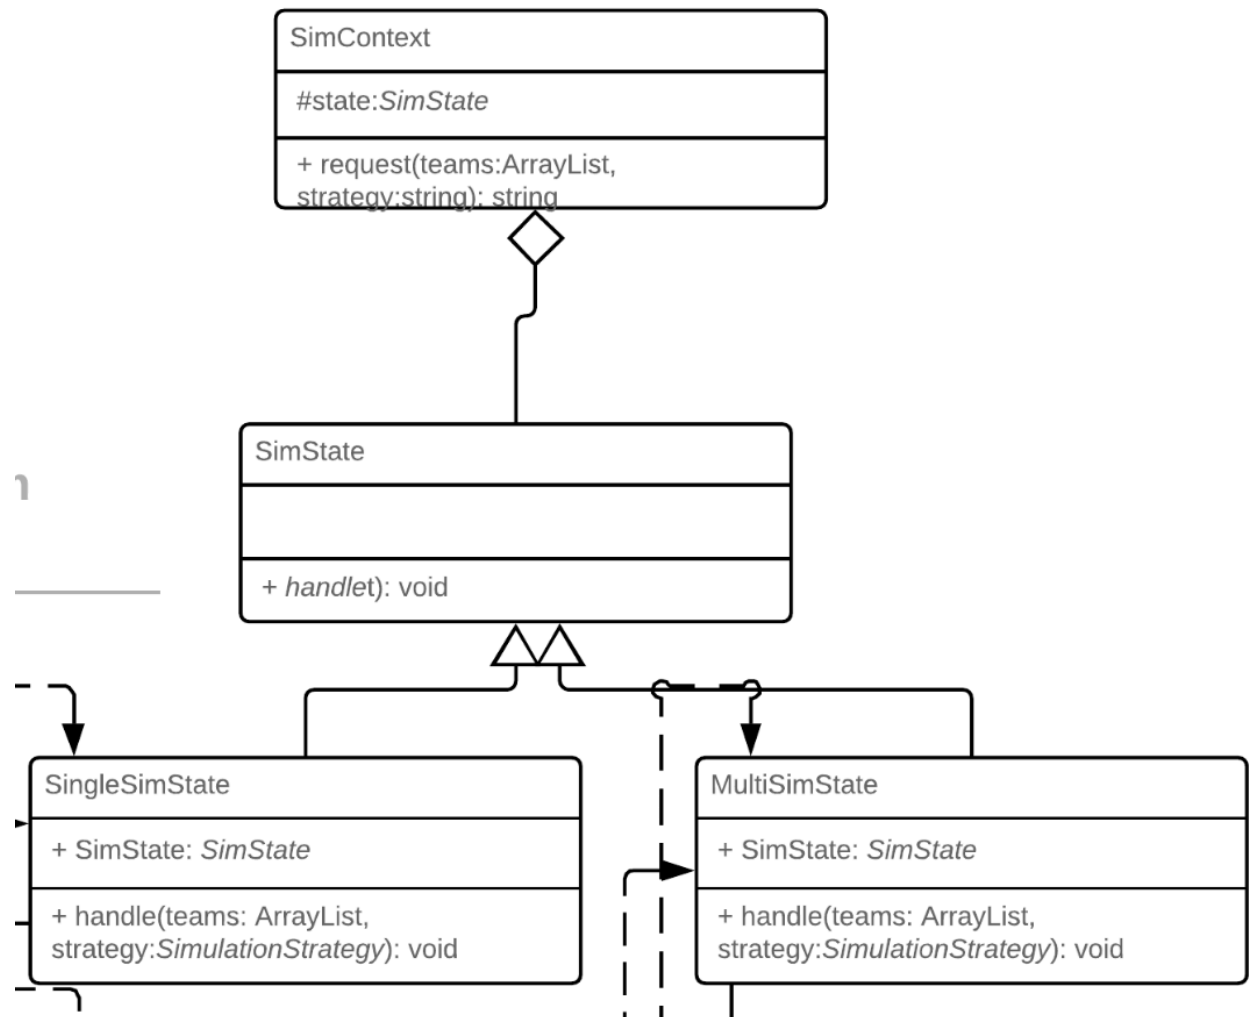 SimContext
#state:SimState
+ request(teams:ArrayList,
strategy:string): string
SimState
+ handlet): void
SingleSimState
+ SimState: SimState
+ handle(teams: ArrayList,
strategy:SimulationStrategy): void
MultiSimState
+ SimState: SimState
+ handle(teams: ArrayList,
strategy:SimulationStrategy): void